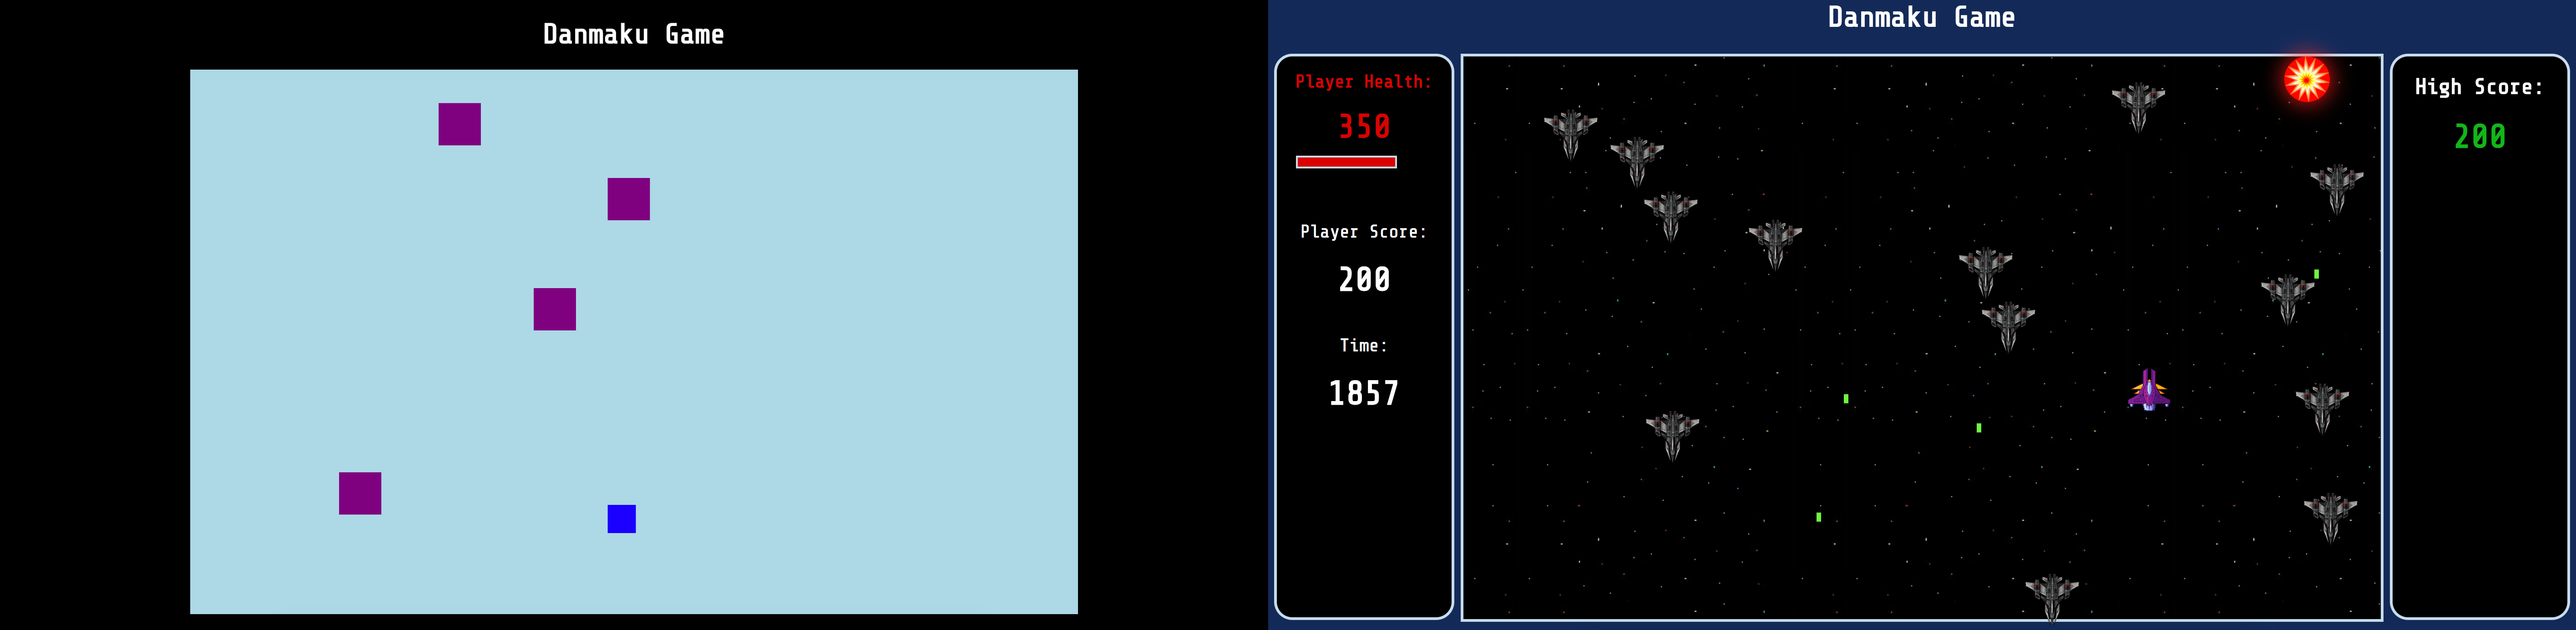 Danmaku Game
Danmaku Game
Player Health:
350
Player Score:
200
Time:
1857
High Score:
200